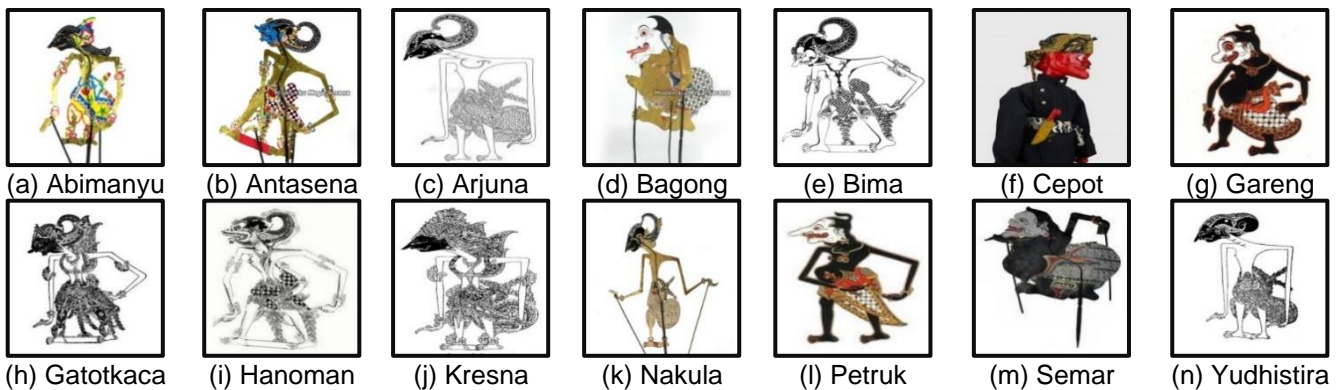 (a) Abimanyu (b) Antasena (c) Arjuna (d) Bagong (e) Bima (f) Cepot (g) Gareng
(h) Gatotkaca (i) Hanoman (j) Kresna (k) Nakula (l) Petruk (m) Semar (n) Yudhistira